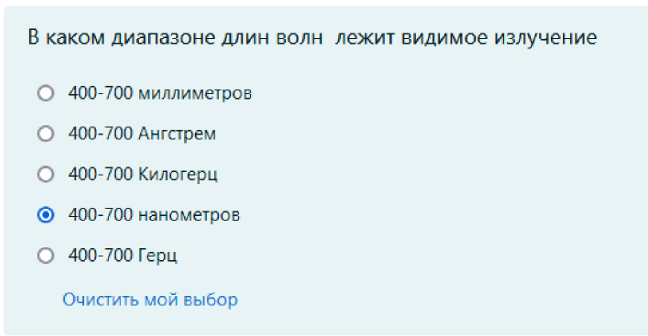 В каком диапазоне длин волн лежит видимое излучение
400-700 миллиметров
400-700 Ангстрем
400-700 Килогерц
400-700 нанометров
400-700 Герц
Очистить мой выбор